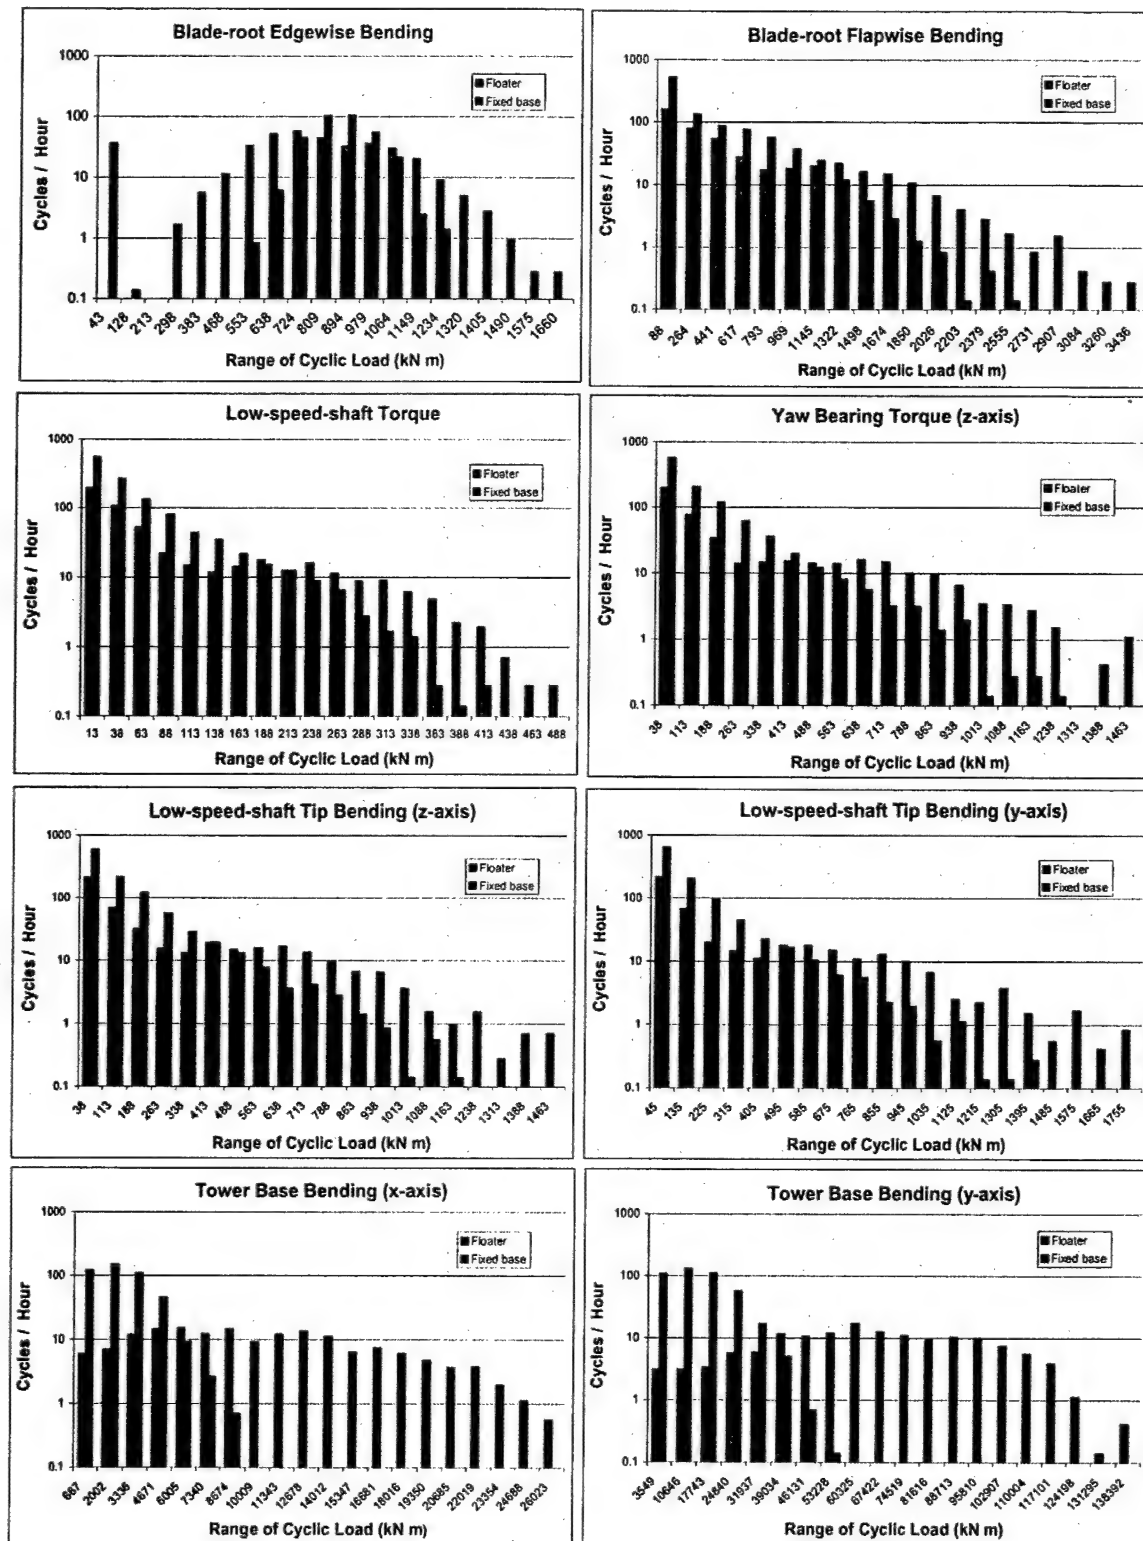 Blade-root Edgewise Bending
1000
100
10
1
0.1
Cycles / Hour
Floater
Fixed base
43 128 213 298 383 468 553 638 724 809 894 979 1064 1149 1234 1320 1405 1490 1575 1660
Range of Cyclic Load (kN m)
Blade-root Flapwise Bending
1000
100
10
1
0.1
Cycles / Hour
Floater
Fixed base
88 264 441 617 793 969 1145 1322 1498 1674 1850 2026 2203 2379 2555 2731 2907 3084 3260 3436
Range of Cyclic Load (kN m)
Low-speed-shaft Torque
1000
100
10
1
0.1
Cycles / Hour
Floater
Fixed base
13 38 63 88 113 138 163 188 213 238 263 288 313 338 363 388 413 438 463 488
Range of Cyclic Load (kN m)
Yaw Bearing Torque (z-axis)
1000
100
10
1
0.1
Cycles / Hour
Floater
Fixed base
38 113 188 263 338 413 488 563 638 713 788 863 938 1013 1088 1163 1238 1313 1388 1463
Range of Cyclic Load (kN m)
Low-speed-shaft Tip Bending (z-axis)
1000
100
10
1
0.1
Cycles / Hour
Floater
Fixed base
38 113 188 263 338 413 488 563 638 713 788 863 938 1013 1088 1163 1238 1313 1388 1463
Range of Cyclic Load (kN m)
Low-speed-shaft Tip Bending (y-axis)
1000
100
10
1
0.1
Cycles / Hour
Floater
Fixed base
45 135 225 315 405 495 585 675 765 855 945 1035 1125 1215 1305 1395 1485 1575 1665 1755
Range of Cyclic Load (kN m)
Tower Base Bending (x-axis)
1000
100
10
1
0.1
Cycles / Hour
Floater
Fixed base
667 2002 3336 4671 6005 7340 8674 10009 11343 12678 14012 15347 16681 18016 19350 20685 22019 23354 24688 26023
Range of Cyclic Load (kN m)
Tower Base Bending (y-axis)
1000
100
10
1
0.1
Cycles / Hour
Floater
Fixed base
3549 10646 17743 24840 31937 39034 46131 53228 60325 67422 74519 81616 88713 95810 102907 110004 117101 124198 131295 138392
Range of Cyclic Load (kN m)